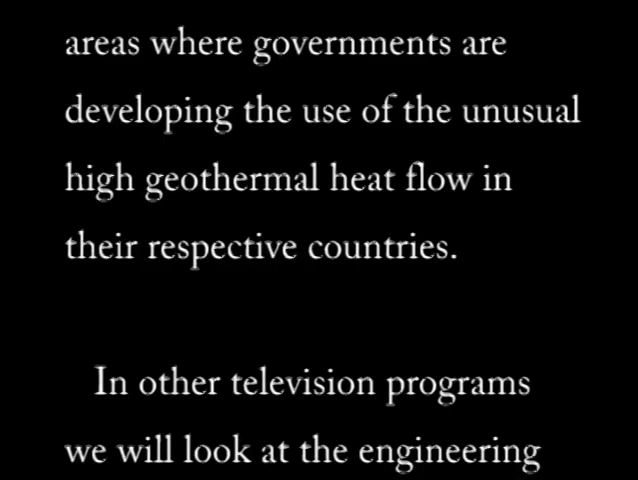 areas where governments are
developing the use of the unusual
high geothermal heat flow in
their respective countries.
In other television programs
we will look at the engineering